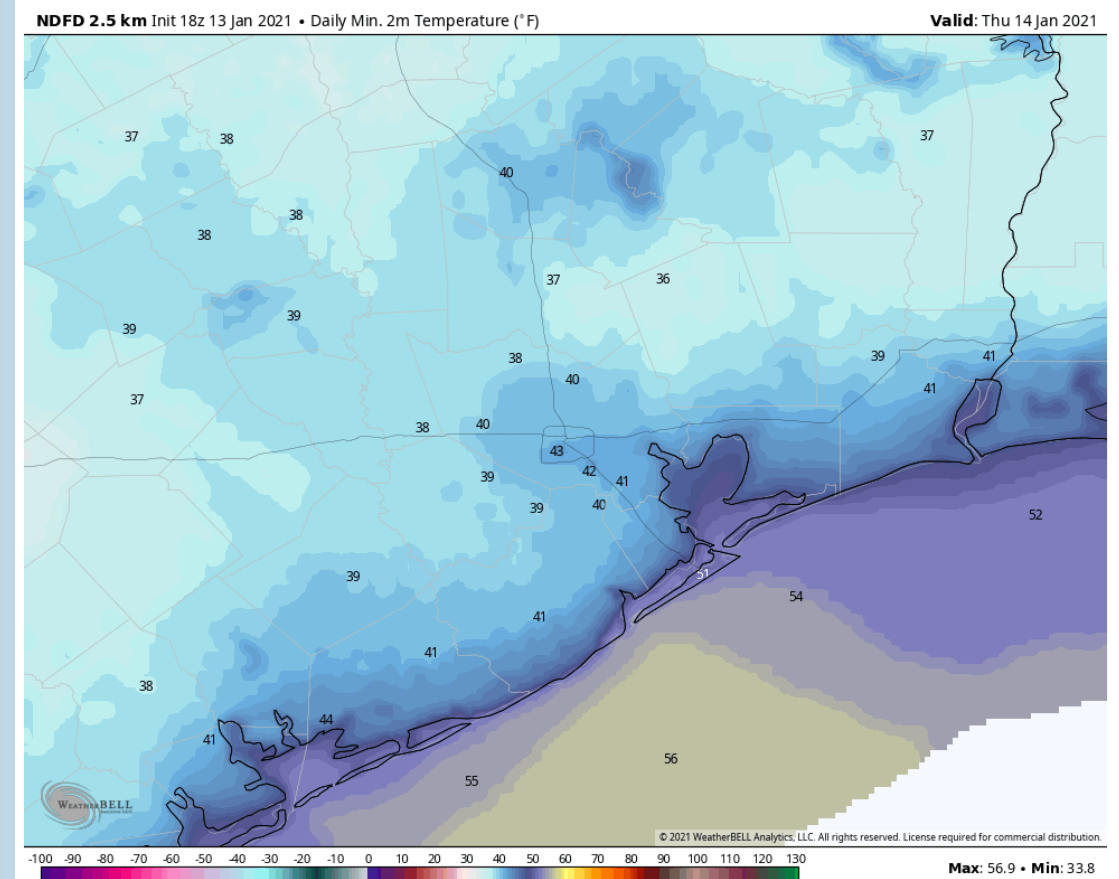 NDFD 2.5 km Init 18z 13 Jan 2021 • Daily Min. 2m Temperature (°F)
Valid: Thu 14 Jan 2021
37 38 37
40
38
38
37 36
39
39
38 39 41
40 41
37
38 40
43
42
39 41
39 40
52
39 51
54
41
41
38
44
41
56
55
WEATHERBELL
© 2021 WeatherBELL Analytics, LLC. All rights reserved. License required for commercial distribution.
-100 -90 -80 -70 -60 -50 -40 -30 -20 -10 0 10 20 30 40 50 60 70 80 90 100 110 120 130
Max: 56.9 • Min: 33.8